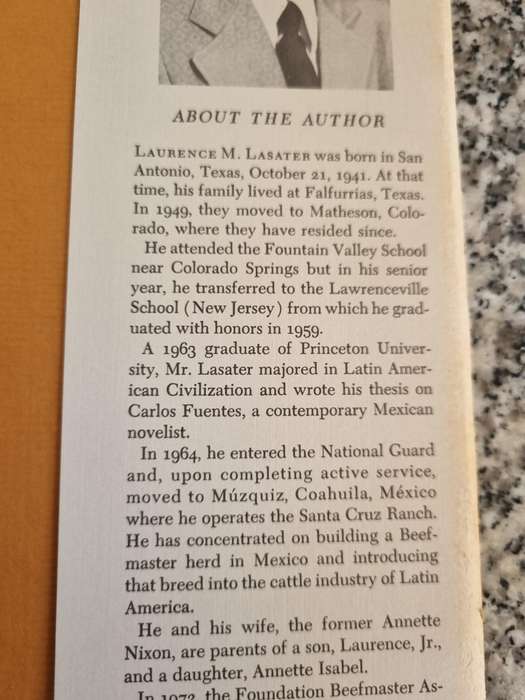 ABOUT THE AUTHOR
LAURENCE M. LASATER was born in San
Antonio, Texas, October 21, 1941. At that
time, his family lived at Falfurrias, Texas.
In 1949, they moved to Matheson, Colo-
rado, where they have resided since.
He attended the Fountain Valley School
near Colorado Springs but in his senior
year, he transferred to the Lawrenceville
School (New Jersey) from which he grad-
uated with honors in 1959.
A 1963 graduate of Princeton Univer-
sity, Mr. Lasater majored in Latin Amer-
ican Civilization and wrote his thesis on
Carlos Fuentes, a contemporary Mexican
novelist.
In 1964, he entered the National Guard
and, upon completing active service,
moved to Múzquiz, Coahuila, México
where he operates the Santa Cruz Ranch.
He has concentrated on building a Beef-
master herd in Mexico and introducing
that breed into the cattle industry of Latin
America.
He and his wife, the former Annette
Nixon, are parents of a son, Laurence, Jr.,
and a daughter, Annette Isabel.
In 1972, the Foundation Beefmaster As-